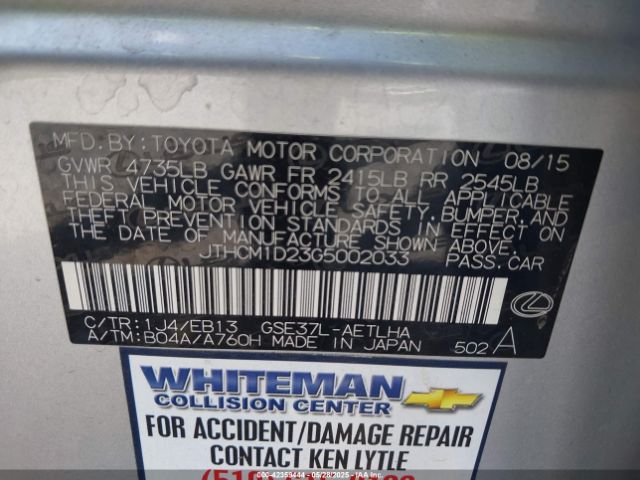 MFD.BY: TOYOTA MOTOR CORPORATION 08/15
GVWR 4735LB GAWR FR 2415LB RR 2545LB
THIS VEHICLE CONFORMS TO ALL APPLICABLE
FEDERAL MOTOR VEHICLE SAFETY, BUMPER, AND
THEFT PREVENTION STANDARDS IN EFFECT ON
THE DATE OF MANUFACTURE SHOWN ABOVE.
JTHCM1D23G5002033 PASS.CAR
C/TR:1J4/EB13 GSE37L-AETLHA
A/TM:B04A/A760H MADE IN JAPAN 502 A
WHITEMAN
COLLISION CENTER
FOR ACCIDENT/DAMAGE REPAIR
CONTACT KEN LYTLE
COPART: